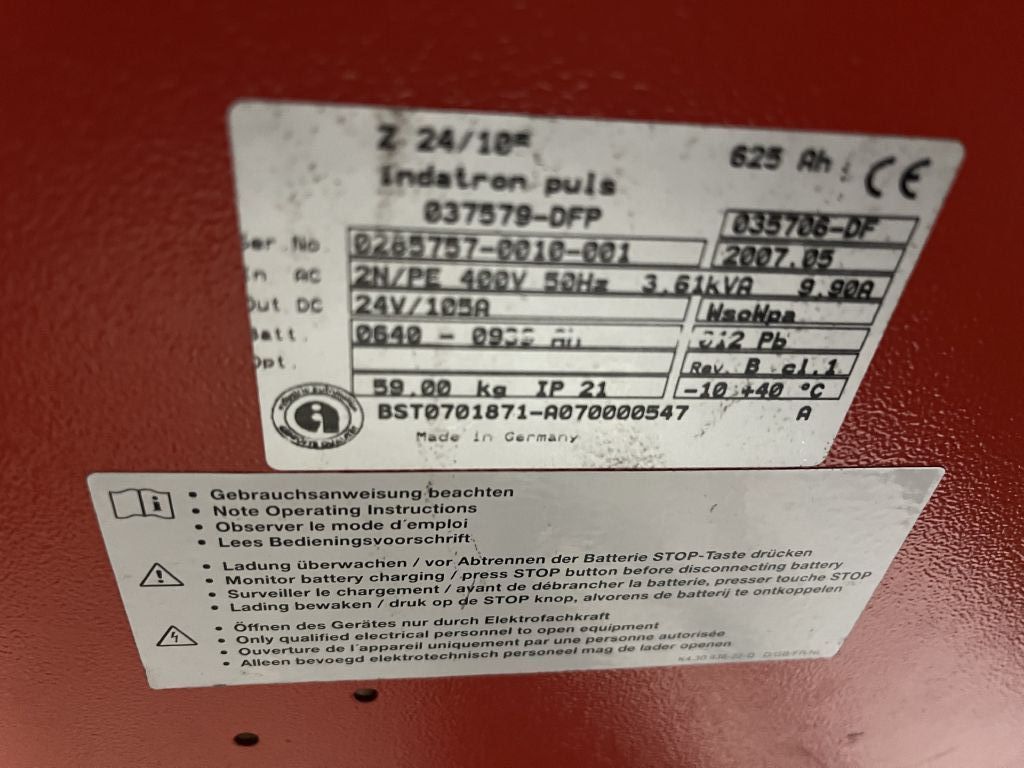 Z 24/105 625 Ah CE
Indatron puls
037579-DFP 035706-DF
Ser.No 0285757-0010-001 2007.05
In AC 2N/PE 400V 50Hz 3.61kVA 9.90A
Out DC 24V/105A WsoWpa
Batt. 0640 - Pb
Opt. Rev. B cl.1
59.00 kg IP 21 -10 +40 °C
BST0701871-A070000547 A
Made in Germany
• Gebrauchsanweisung beachten
• Note Operating Instructions
• Observer le mode d´emploi
• Lees Bedieningsvoorschrift
• Ladung überwachen / vor Abtrennen der Batterie STOP-Taste drücken
• Monitor battery charging / press STOP button before disconnecting battery
• Surveiller le chargement / avant de débrancher la batterie, presser touche STOP
• Lading bewaken / druk op de STOP knop, alvorens de batterij te ontkoppelen
• Öffnen des Gerätes nur durch Elektrofachkraft
• Only qualified electrical personnel to open equipment
• Ouverture de l´appareil uniquement par une personne autorisée
• Alleen bevoegd elektrotechnisch personeel mag de lader openen